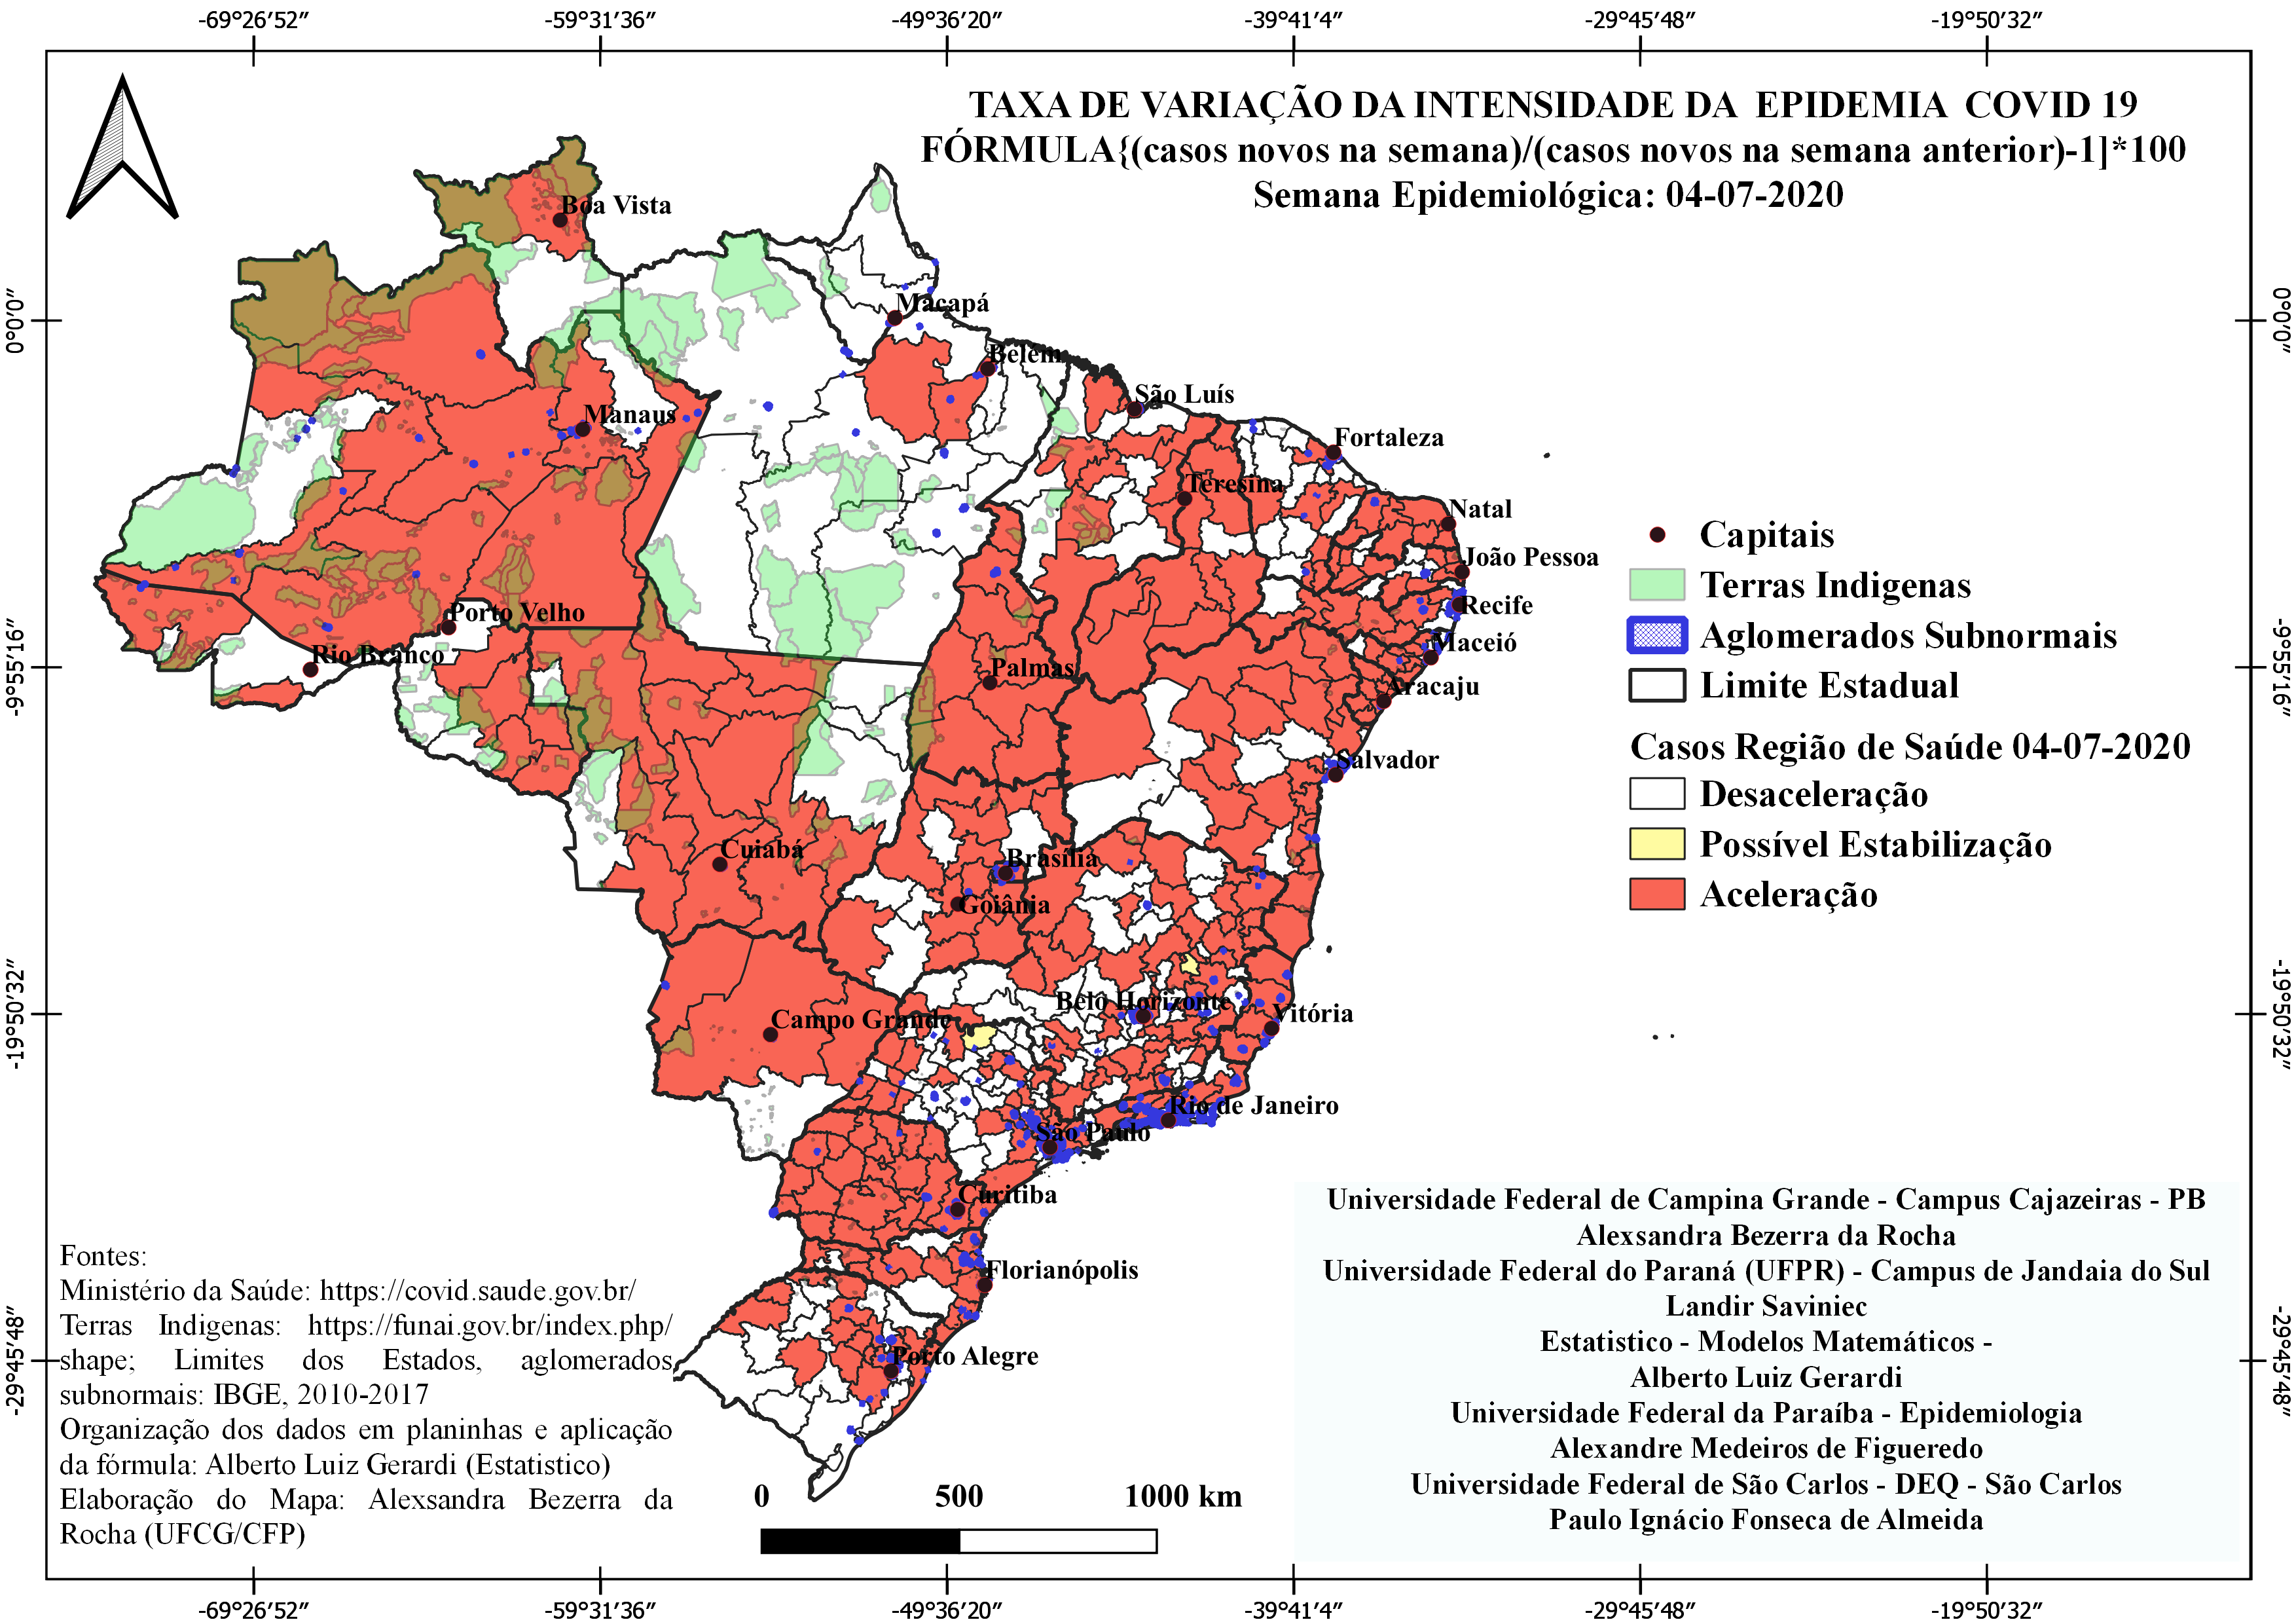 -69°26′52″ -59°31′36″ -49°36′20″ -39°41′4″ -29°45′48″ -19°50′32″
TAXA DE VARIAÇÃO DA INTENSIDADE DA EPIDEMIA COVID 19
FÓRMULA{(casos novos na semana)/(casos novos na semana anterior)-1]*100
Semana Epidemiológica: 04-07-2020
Boa Vista
0°0′0″ 0°0′0″
Macapá
Belém
São Luís
Manaus
Fortaleza
Teresina
Natal
João Pessoa
Recife
Porto Velho
Maceió
Rio Branco
-9°55′16″ -9°55′16″
Palmas
Aracaju
Salvador
Cuiabá
Brasília
Goiânia
Belo Horizonte
-19°50′32″ -19°50′32″
Vitória
Campo Grande
Rio de Janeiro
São Paulo
Curitiba
Florianópolis
Porto Alegre
-29°45′48″ -29°45′48″
Capitais
Terras Indigenas
Aglomerados Subnormais
Limite Estadual
Casos Região de Saúde 04-07-2020
Desaceleração
Possível Estabilização
Aceleração
Fontes:
Ministério da Saúde: https://covid.saude.gov.br/
Terras Indigenas: https://funai.gov.br/index.php/
shape; Limites dos Estados, aglomerados
subnormais: IBGE, 2010-2017
Organização dos dados em planinhas e aplicação
da fórmula: Alberto Luiz Gerardi (Estatistico)
Elaboração do Mapa: Alexsandra Bezerra da
Rocha (UFCG/CFP)
0 500 1000 km
Universidade Federal de Campina Grande - Campus Cajazeiras - PB
Alexsandra Bezerra da Rocha
Universidade Federal do Paraná (UFPR) - Campus de Jandaia do Sul
Landir Saviniec
Estatistico - Modelos Matemáticos -
Alberto Luiz Gerardi
Universidade Federal da Paraíba - Epidemiologia
Alexandre Medeiros de Figueredo
Universidade Federal de São Carlos - DEQ - São Carlos
Paulo Ignácio Fonseca de Almeida
-69°26′52″ -59°31′36″ -49°36′20″ -39°41′4″ -29°45′48″ -19°50′32″